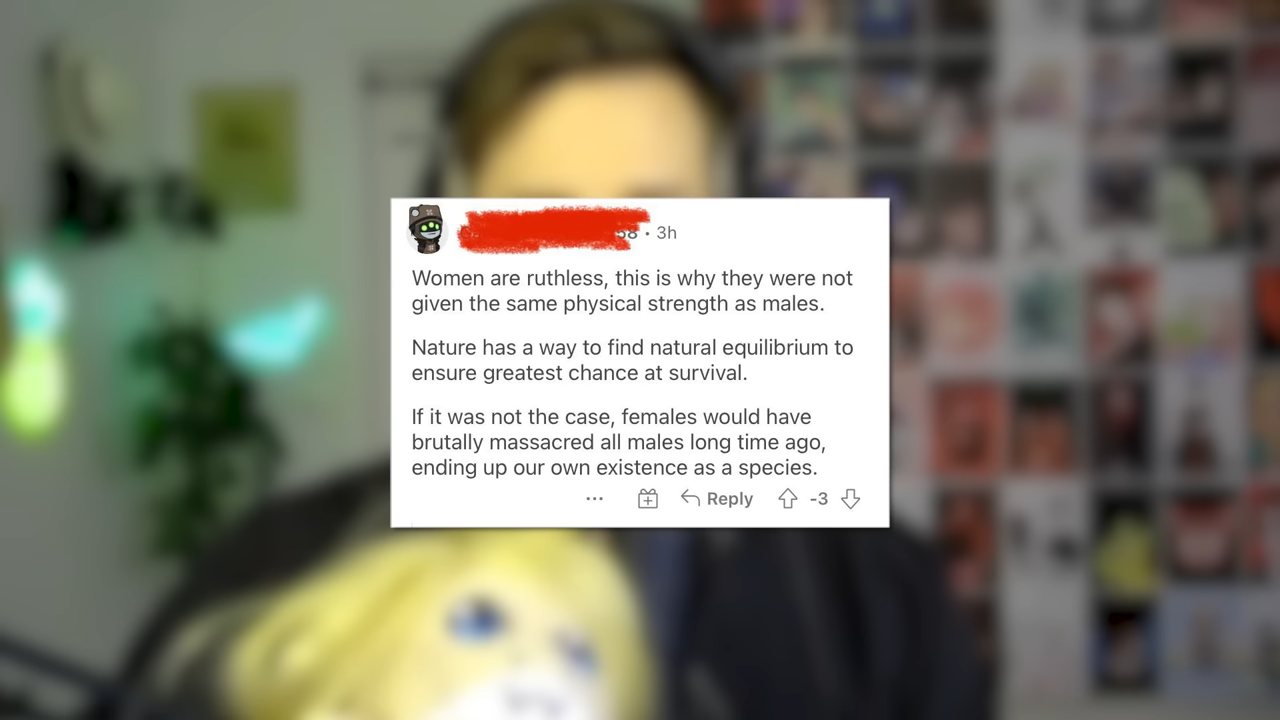 58 • 3h
Women are ruthless, this is why they were not
given the same physical strength as males.
Nature has a way to find natural equilibrium to
ensure greatest chance at survival.
If it was not the case, females would have
brutally massacred all males long time ago,
ending up our own existence as a species.
Reply -3